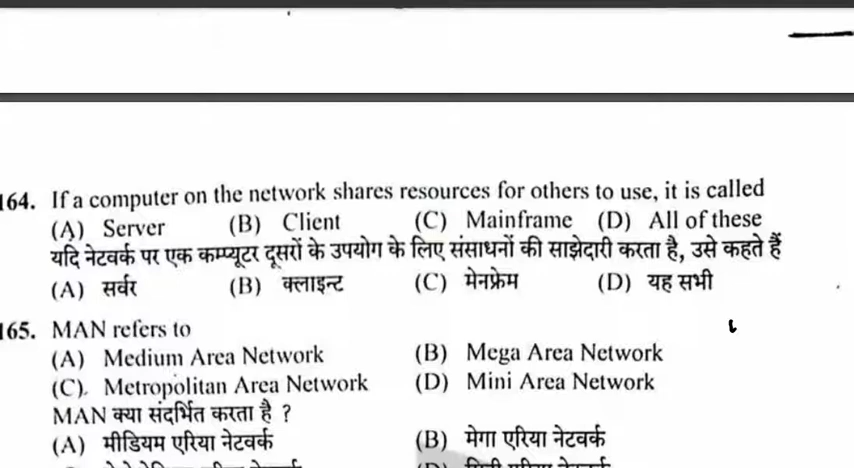 164. If a computer on the network shares resources for others to use, it is called
(A) Server (B) Client (C) Mainframe (D) All of these
यदि नेटवर्क पर एक कम्प्यूटर दूसरों के उपयोग के लिए संसाधनों की साझेदारी करता है, उसे कहते हैं
(A) सर्वर (B) क्लाइन्ट (C) मेनफ्रेम (D) यह सभी
165. MAN refers to
(A) Medium Area Network (B) Mega Area Network
(C) Metropolitan Area Network (D) Mini Area Network
MAN क्या संदर्भित करता है ?
(A) मीडियम एरिया नेटवर्क (B) मेगा एरिया नेटवर्क